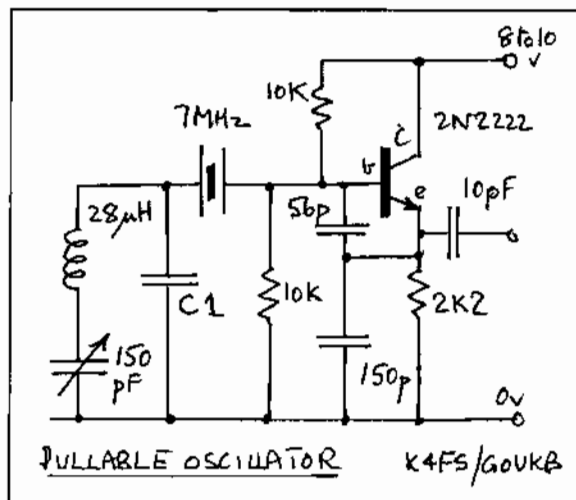 8 to 10
v
10K
7MHz
2N2222
c
b
e
10pF
28µH
56p
C1
10K
2K2
150
pF
150p
0v
PULLABLE OSCILLATOR
K4FS/G0UKB